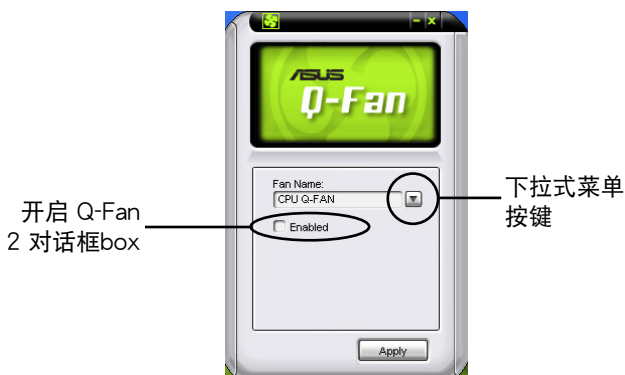 ASUS
Q-Fan
Fan Name:
CPU Q-FAN
Enabled
Apply
开启 Q-Fan
2 对话框box
下拉式菜单
按键